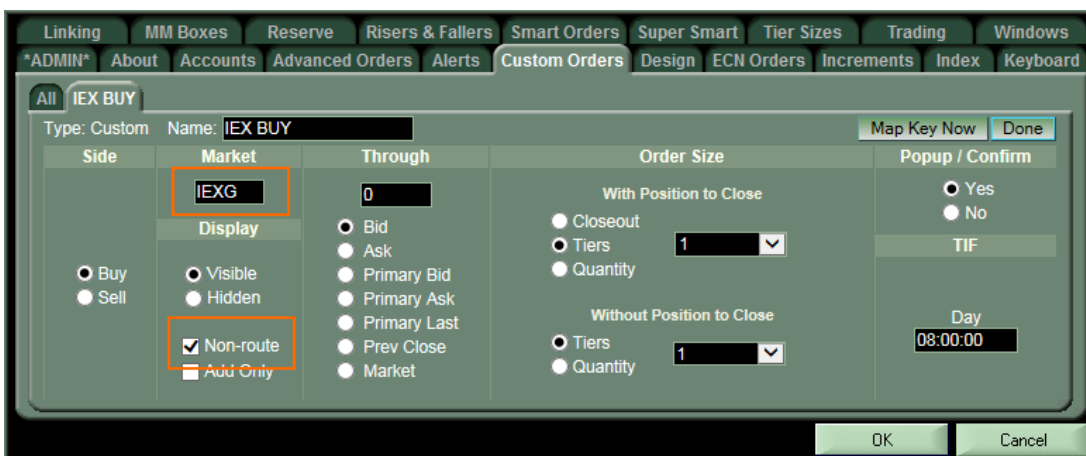 Linking MM Boxes Reserve Risers & Fallers Smart Orders Super Smart Tier Sizes Trading Windows
*ADMIN* About Accounts Advanced Orders Alerts Custom Orders Design ECN Orders Increments Index Keyboard
All IEX BUY
Type: Custom Name: IEX BUY Map Key Now Done
Side Market Through Order Size Popup / Confirm
IEXG 0 With Position to Close Yes
No
Display Bid Closeout
Ask Tiers 1 TIF
Buy Visible Primary Bid Quantity
Sell Hidden Primary Ask
Primary Last Without Position to Close Day
Non-route Prev Close Tiers 1 08:00:00
Add Only Market Quantity
OK Cancel